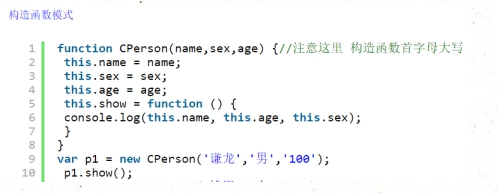 构造函数模式
1 function CPerson(name,sex,age) {//注意这里 构造函数首字母大写
2 this.name = name;
3 this.sex = sex;
4 this.age = age;
5 this.show = function () {
6 console.log(this.name, this.age, this.sex);
7 }
8 }
9 var p1 = new CPerson('谦龙','男','100');
10 p1.show();